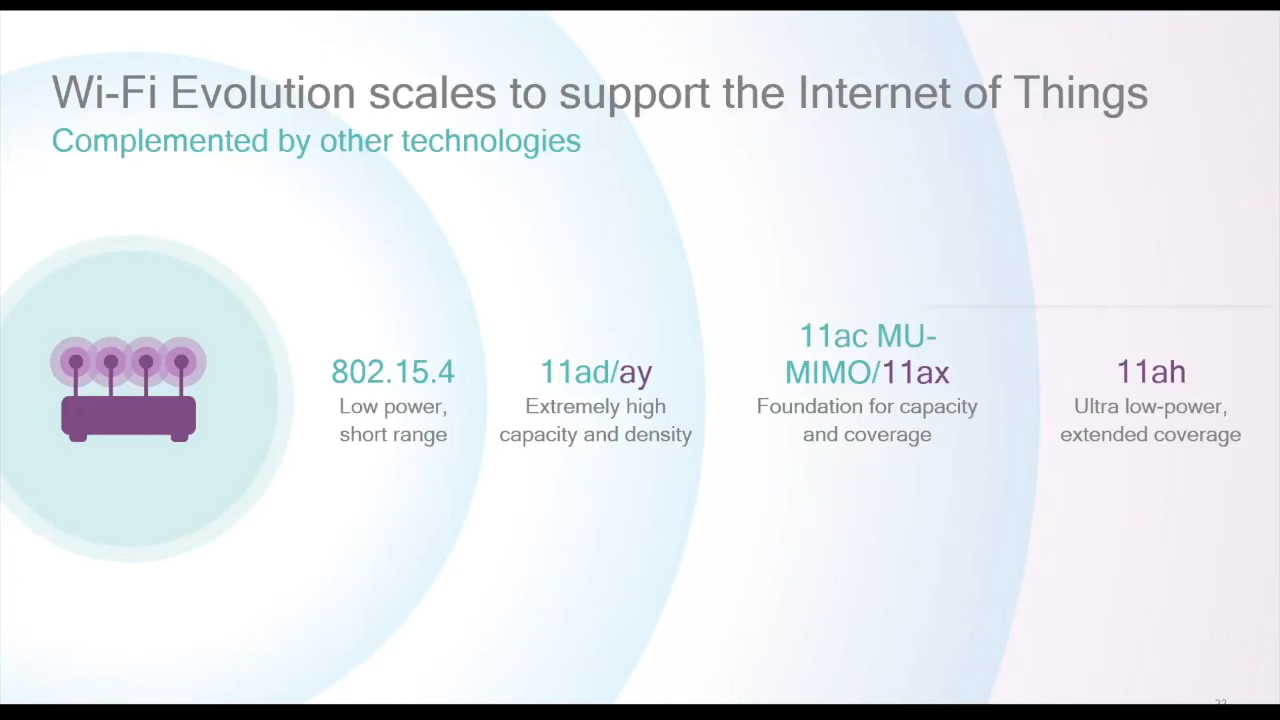 Wi-Fi Evolution scales to support the Internet of Things
Complemented by other technologies
802.15.4
Low power,
short range
11ad/ay
Extremely high
capacity and density
11ac MU-
MIMO/11ax
Foundation for capacity
and coverage
11ah
Ultra low-power,
extended coverage